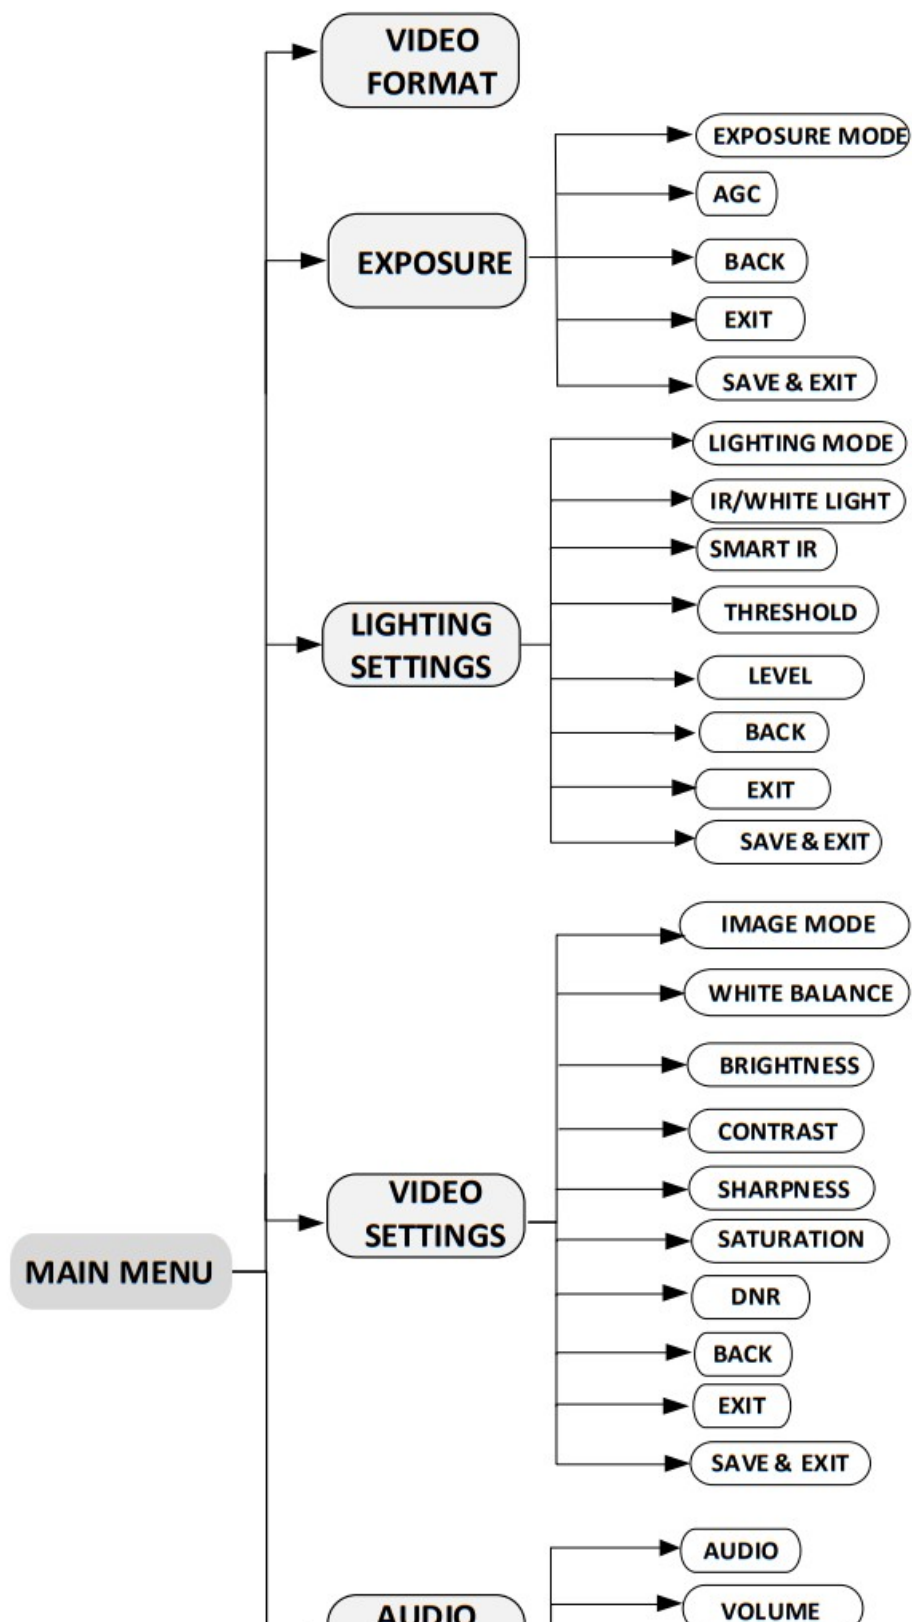 VIDEO
FORMAT
EXPOSURE
EXPOSURE MODE
AGC
BACK
EXIT
SAVE & EXIT
LIGHTING
SETTINGS
LIGHTING MODE
IR/WHITE LIGHT
SMART IR
THRESHOLD
LEVEL
BACK
EXIT
SAVE & EXIT
MAIN MENU
VIDEO
SETTINGS
IMAGE MODE
WHITE BALANCE
BRIGHTNESS
CONTRAST
SHARPNESS
SATURATION
DNR
BACK
EXIT
SAVE & EXIT
AUDIO
AUDIO
VOLUME